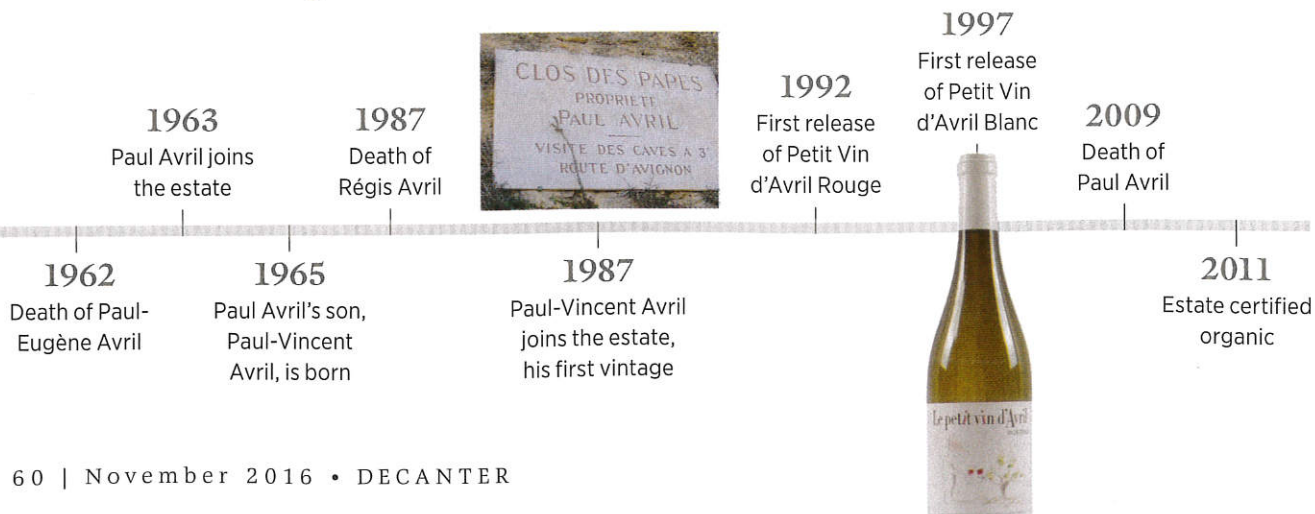 1963
Paul Avril joins
the estate
1987
Death of
Régis Avril
CLOS DES PAPES
PROPRIETE
PAUL AVRIL
VISITE DES CAVES A 3'
ROUTE D'AVIGNON
1992
First release
of Petit Vin
d'Avril Rouge
1997
First release
of Petit Vin
d'Avril Blanc
2009
Death of
Paul Avril
1962
Death of Paul-
Eugène Avril
1965
Paul Avril's son,
Paul-Vincent
Avril, is born
1987
Paul-Vincent Avril
joins the estate,
his first vintage
2011
Estate certified
organic
Le petit vin d'Avril
60 | November 2016 • DECANTER